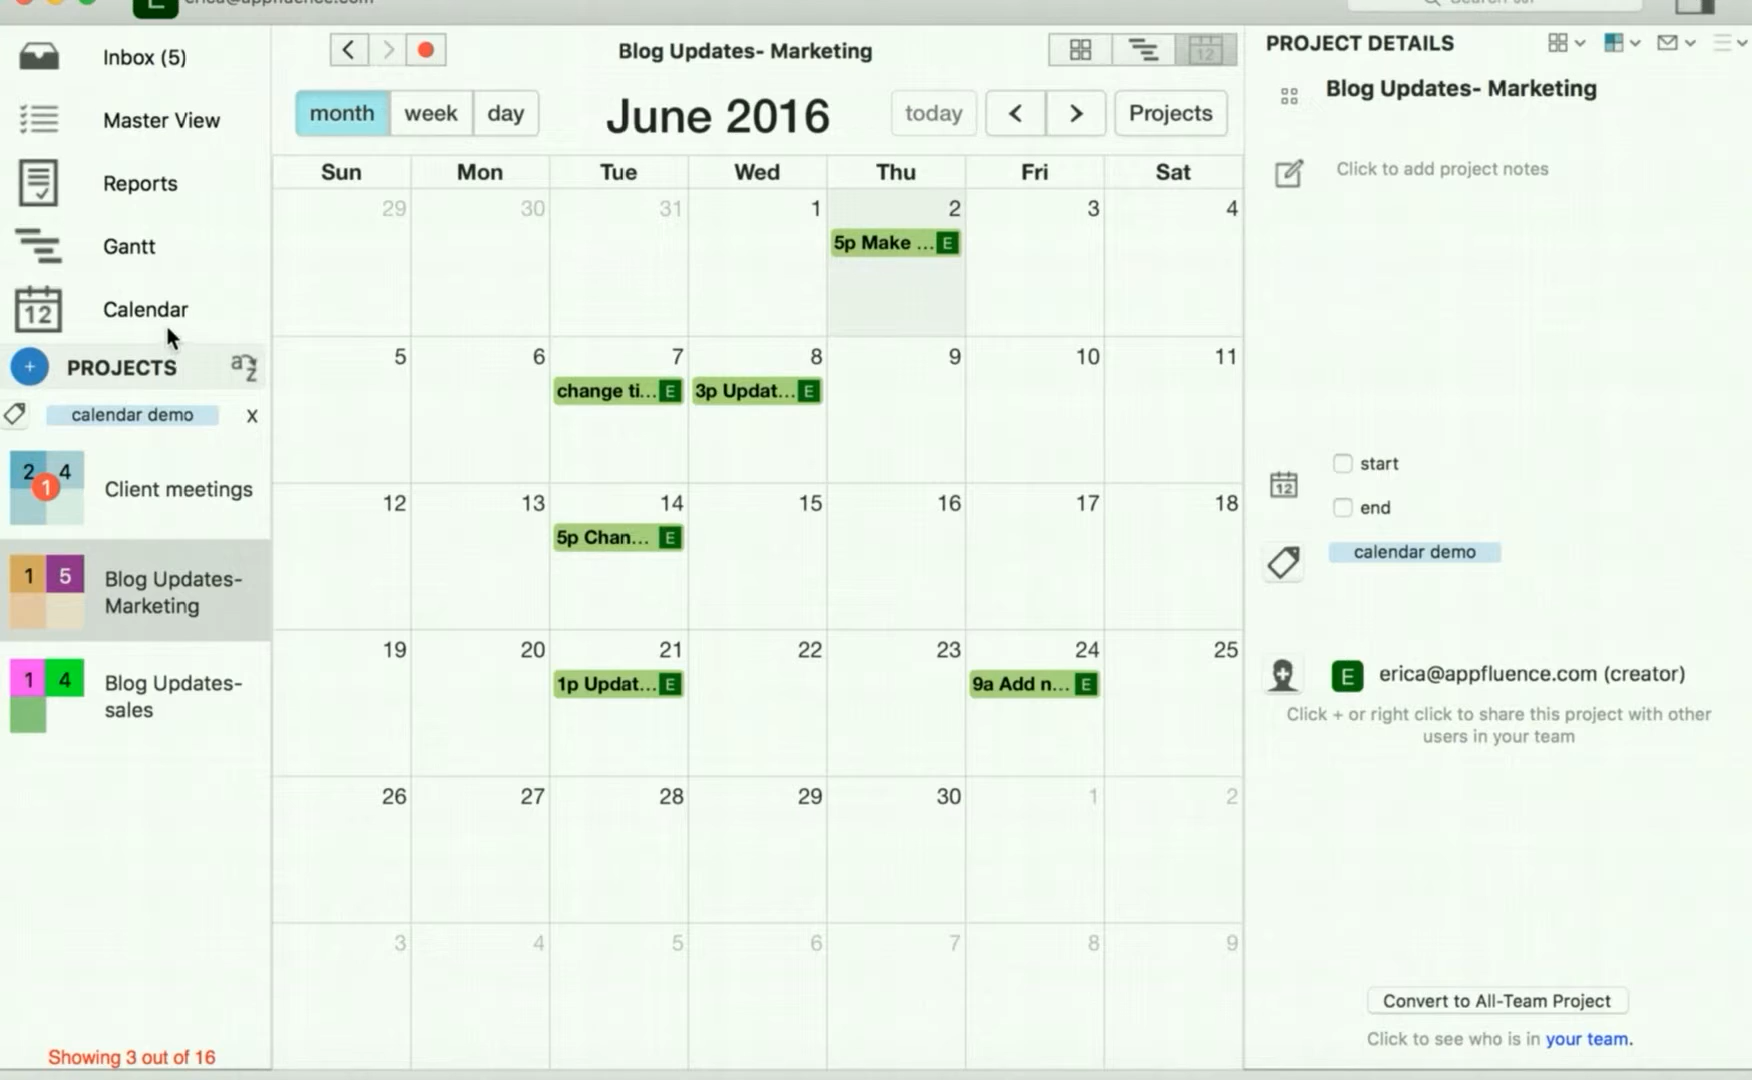 erica@appfluence.com
E
Inbox (5)
Master View
Reports
Gantt
12
Calendar
+ PROJECTS
a z
calendar demo x
2 4
1
Client meetings
1 5
Blog Updates-
Marketing
1 4
Blog Updates-
sales
Showing 3 out of 16
Blog Updates- Marketing
12
month week day
June 2016
today < > Projects
Sun Mon Tue Wed Thu Fri Sat
29 30 31 1 2 3 4
5p Make ... E
5 6 7 8 9 10 11
change ti... E 3p Updat... E
12 13 14 15 16 17 18
5p Chan... E
19 20 21 22 23 24 25
1p Updat... E 9a Add n... E
26 27 28 29 30 1 2
3 4 5 6 7 8 9
PROJECT DETAILS
Blog Updates- Marketing
Click to add project notes
start
12
end
calendar demo
E erica@appfluence.com (creator)
Click + or right click to share this project with other
users in your team
Convert to All-Team Project
Click to see who is in your team.